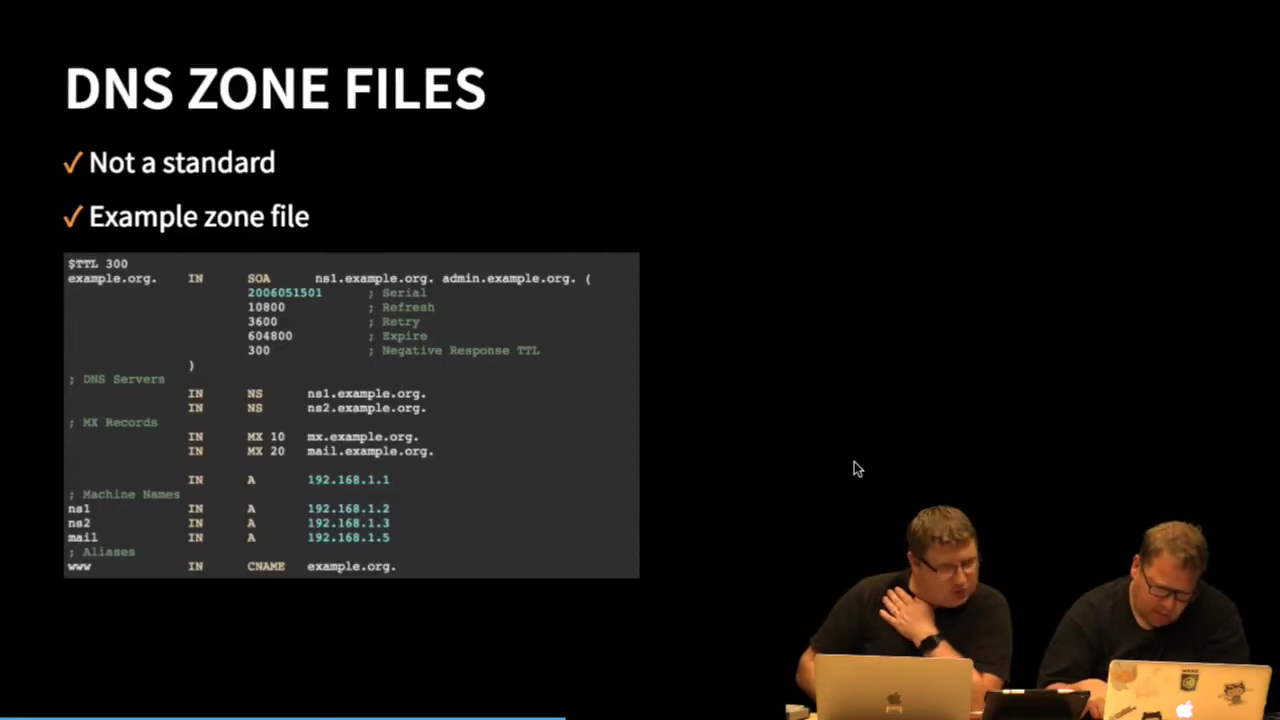 DNS ZONE FILES
✓ Not a standard
✓ Example zone file
$TTL 300
example.org. IN SOA ns1.example.org. admin.example.org. (
2006051501 ; Serial
10800 ; Refresh
3600 ; Retry
604800 ; Expire
300 ; Negative Response TTL
)
; DNS Servers
IN NS ns1.example.org.
IN NS ns2.example.org.
; MX Records
IN MX 10 mx.example.org.
IN MX 20 mail.example.org.
IN A 192.168.1.1
; Machine Names
ns1 IN A 192.168.1.2
ns2 IN A 192.168.1.3
mail IN A 192.168.1.5
; Aliases
www IN CNAME example.org.